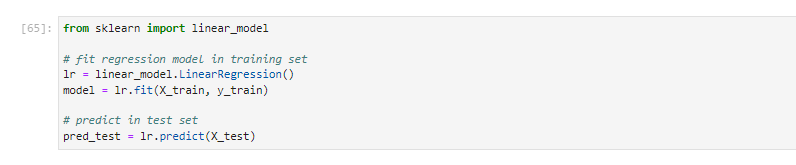 [65]: from sklearn import linear_model
# fit regression model in training set
lr = linear_model.LinearRegression()
model = lr.fit(X_train, y_train)
# predict in test set
pred_test = lr.predict(X_test)